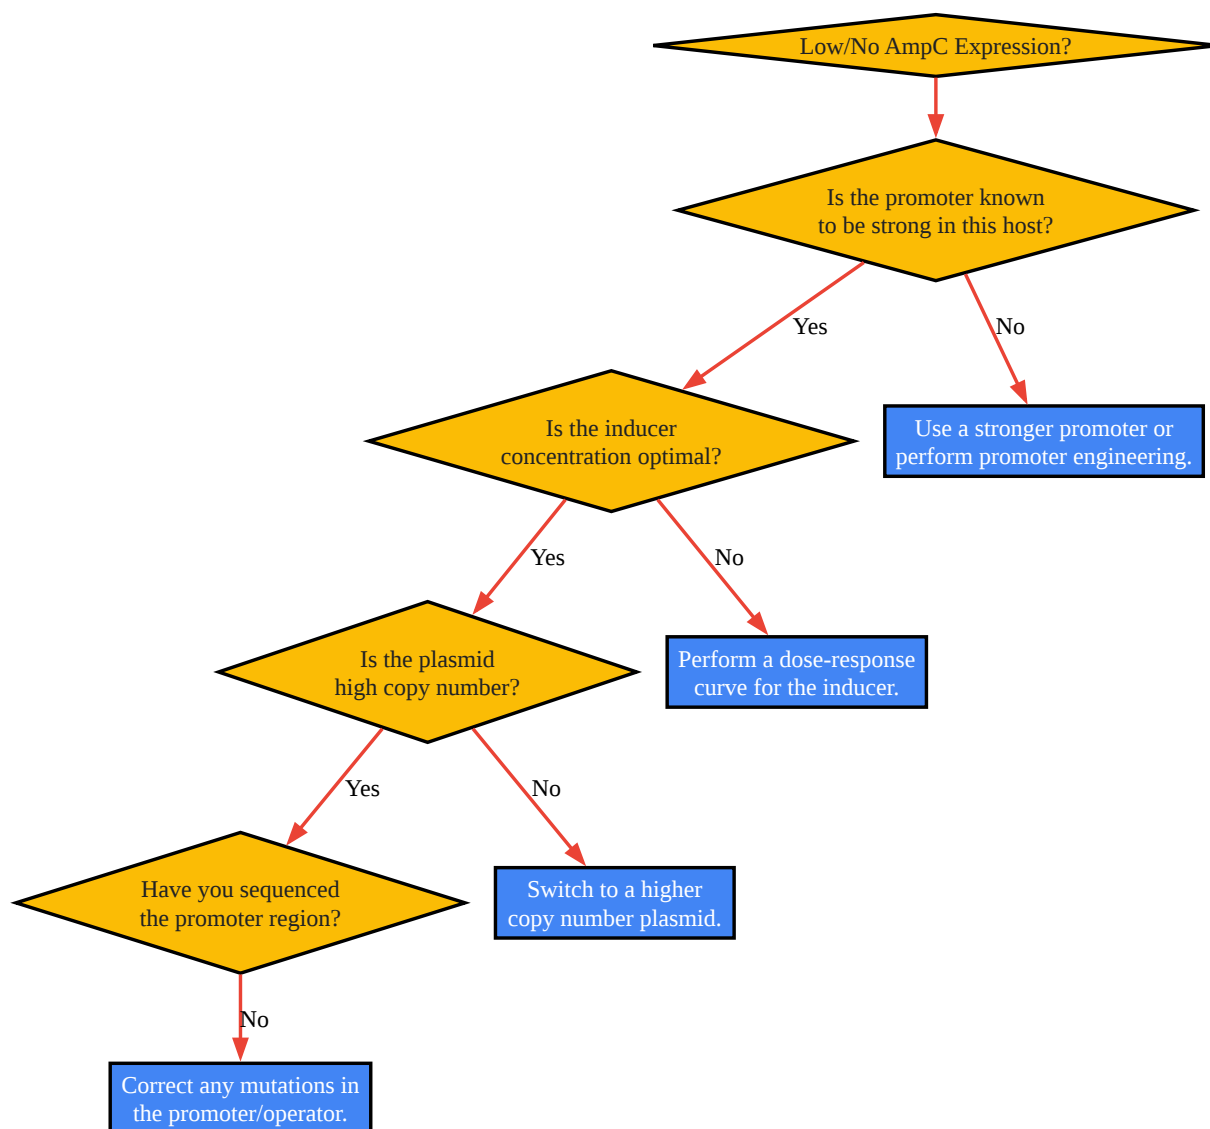 Low/No AmpC Expression?
Is the promoter known
to be strong in this host?
Yes
No
Is the inducer
concentration optimal?
Use a stronger promoter or
perform promoter engineering.
Yes
No
Is the plasmid
high copy number?
Perform a dose-response
curve for the inducer.
Yes
No
Have you sequenced
the promoter region?
Switch to a higher
copy number plasmid.
No
Correct any mutations in
the promoter/operator.